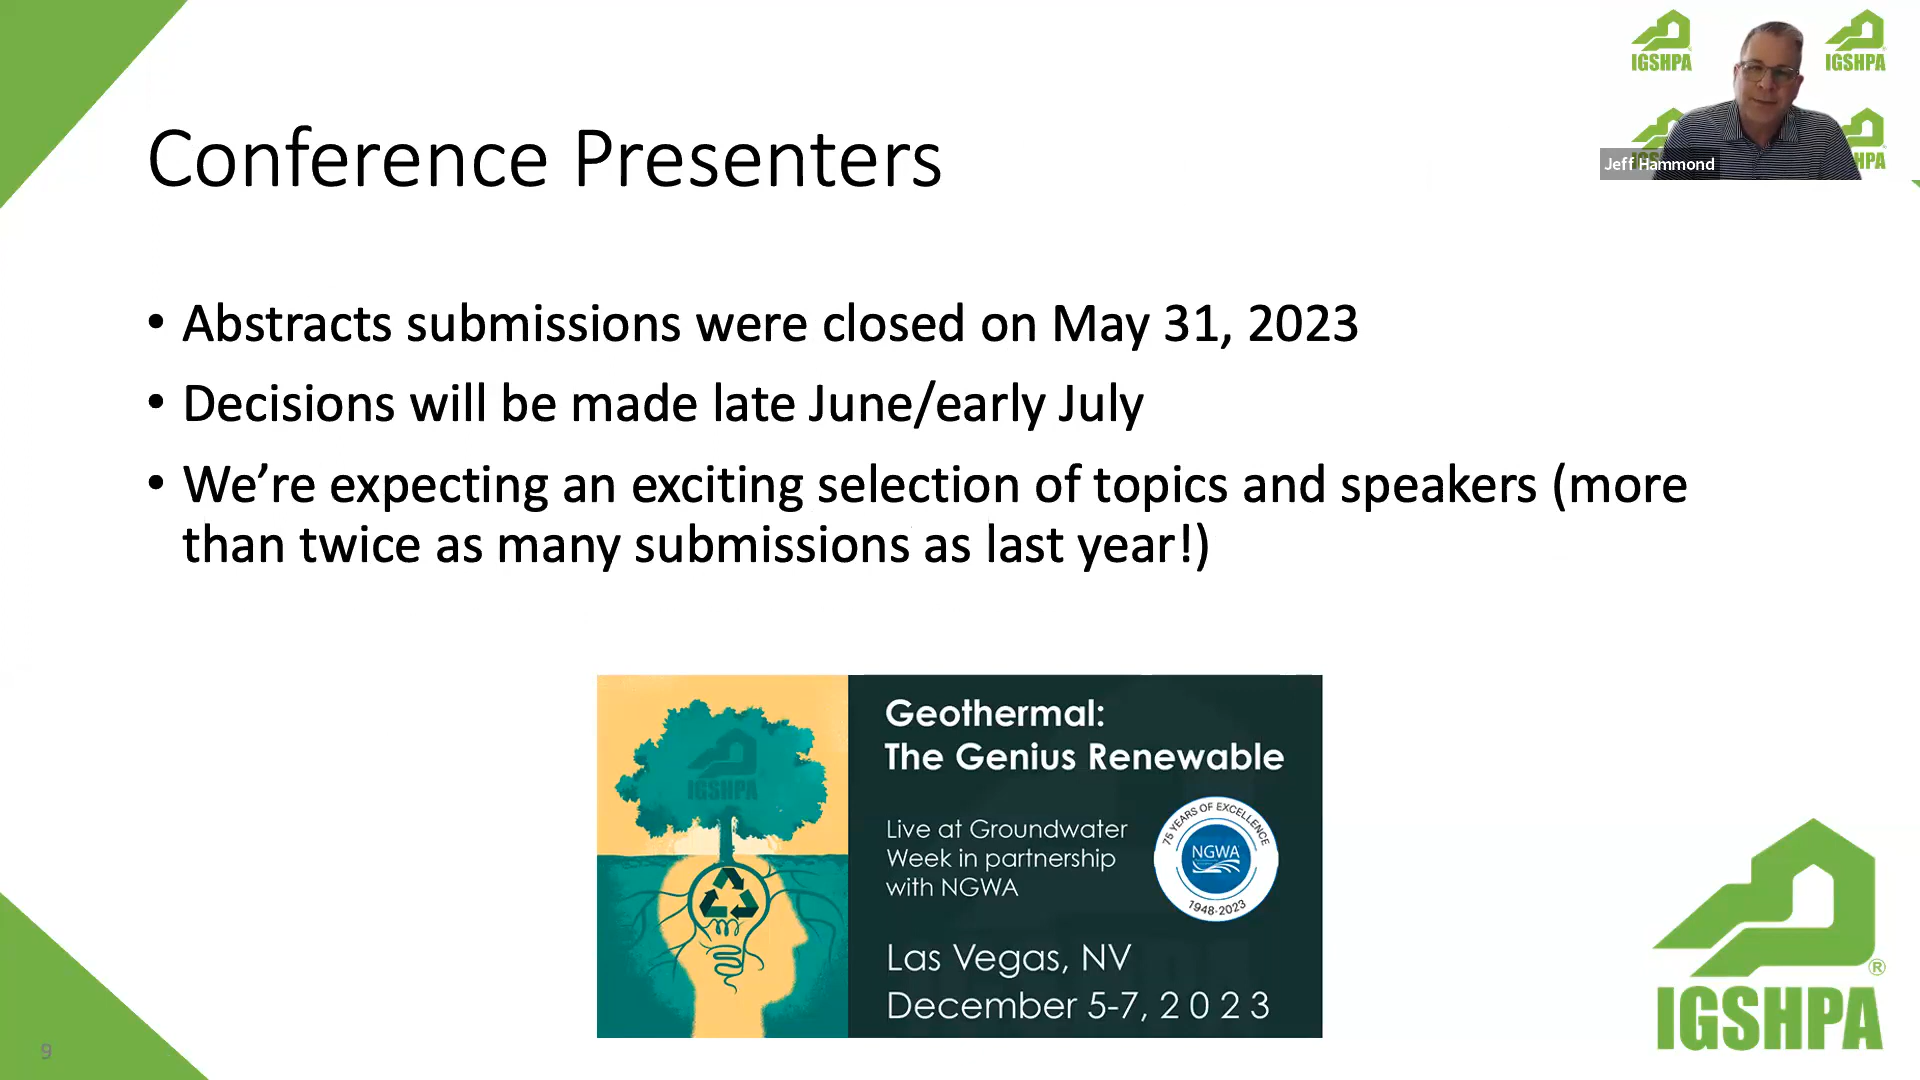 IGSHPA
IGSHPA
IGSHPA
HPA
Jeff Hammond
Conference Presenters
• Abstracts submissions were closed on May 31, 2023
• Decisions will be made late June/early July
• We’re expecting an exciting selection of topics and speakers (more
than twice as many submissions as last year!)
IGSHPA
Geothermal:
The Genius Renewable
Live at Groundwater
Week in partnership
with NGWA
75 YEARS OF EXCELLENCE
NGWA
1948-2023
Las Vegas, NV
December 5-7, 2023
®
IGSHPA
9